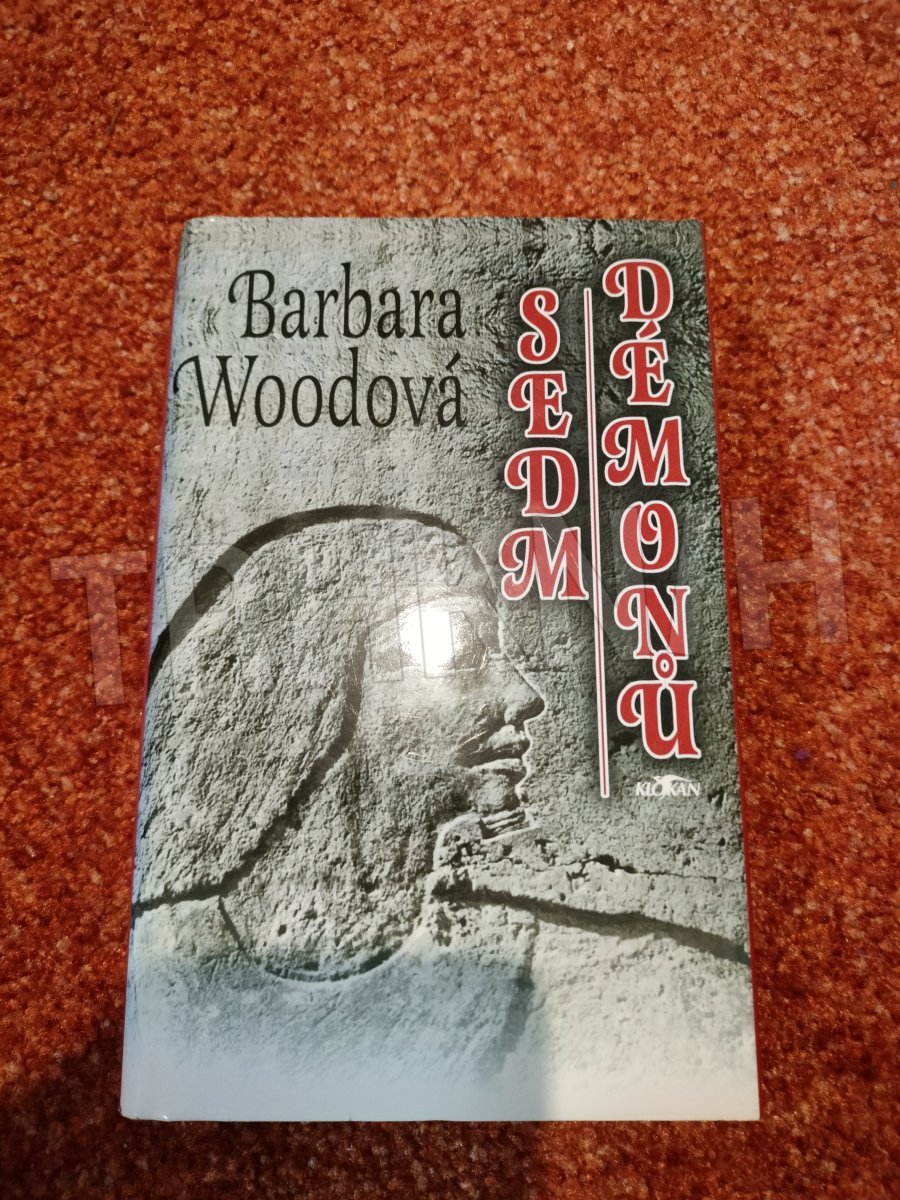 Barbara
Woodová
SEDM
DÉMONŮ
KLOKAN